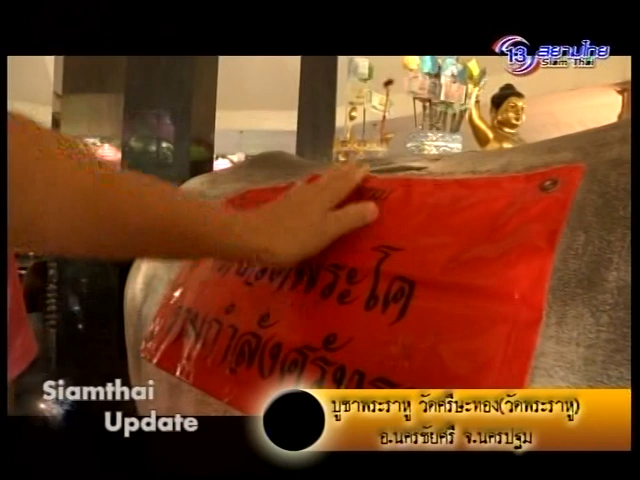 13 สยามไทย
Siam Thai
พระโค
กำลังศรัทธา
Siamthai
Update
บูชาพระราหู วัดศรีษะทอง(วัดพระราหู)
อ.นครชัยศรี จ.นครปฐม